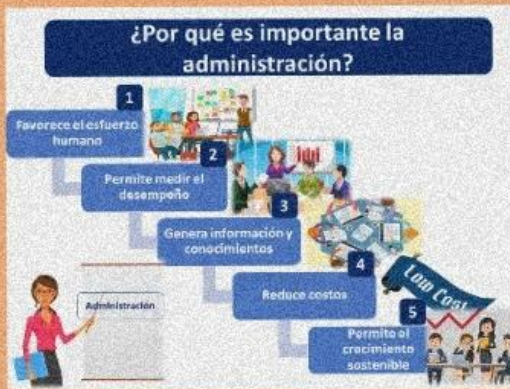 ¿Por qué es importante la
administración?
1
Favorece el esfuerzo
humano
2
Permite medir el
desempeño
3
Genera información y
conocimientos
4
Reduce costos
Low Cost
5
Permite el
crecimiento
sostenible
Administración